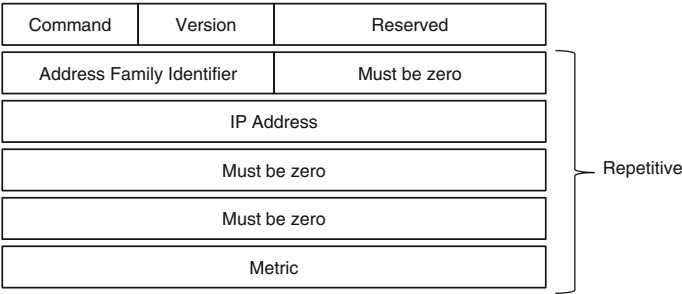 Command Version Reserved
Address Family Identifier Must be zero
IP Address
Must be zero
Repetitive
Must be zero
Metric